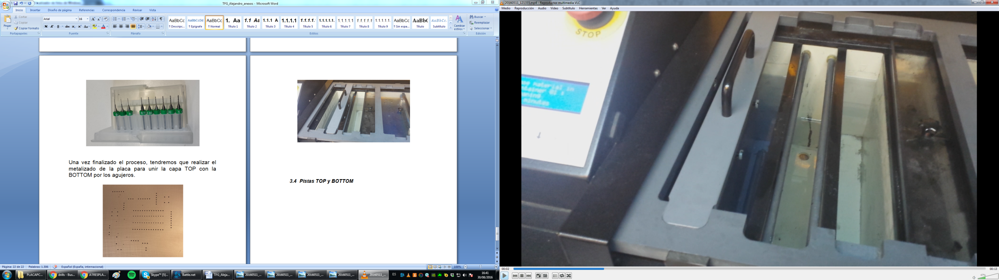 TFG_Alejandro_anexos - Microsoft Word
Inicio Insertar Diseño de página Referencias Correspondencia Revisar Vista
Cortar
Copiar
Copiar formato
Pegar
Portapapeles
Arial 16
N K S abc x₂ x² Aa
Fuente
Párrafo
AaBbCc AaBbCcDd AaBbCc 1. Aa 1.1 Aa 1.1.1 A 1.1.1.1 1.1.1.1. 1.1.1.1.1. 1.1.1.1.1 1.1.1.1.1. 1.1.1.1.1. AaBbCc AaBb( AaBbCc.
¶ Descripc... ¶ Epígrafe ¶ Normal Título 1 Título 2 Título 3 Título 4 Título 5 Título 6 Título 7 Título 8 Título 9 ¶ Sin espa... Título Subtítulo
Cambiar estilos
Estilos
Buscar
Reemplazar
Seleccionar
Edición
Una vez finalizado el proceso, tendremos que realizar el
metalizado de la placa para unir la capa TOP con la
BOTTOM por los agujeros.
3.4 Pistas TOP y BOTTOM
Página: 22 de 22 Palabras: 1.306 Español (España, internacional)
100%
PLACAPC... drills - Bus... ATRESPLA... Skype™ [5]... Battle.net TFG_Aleja... 20160511_... 20160511_... 20160511_... 20160511_... 20160511_...
ES
16:41
30/08/2016
20160511_121355.mp4 - Reproductor multimedia VLC
Medio Reproducción Audio Vídeo Subtítulo Herramientas Ver Ayuda
STOP
material in
minutes
00:02
00:13
47%